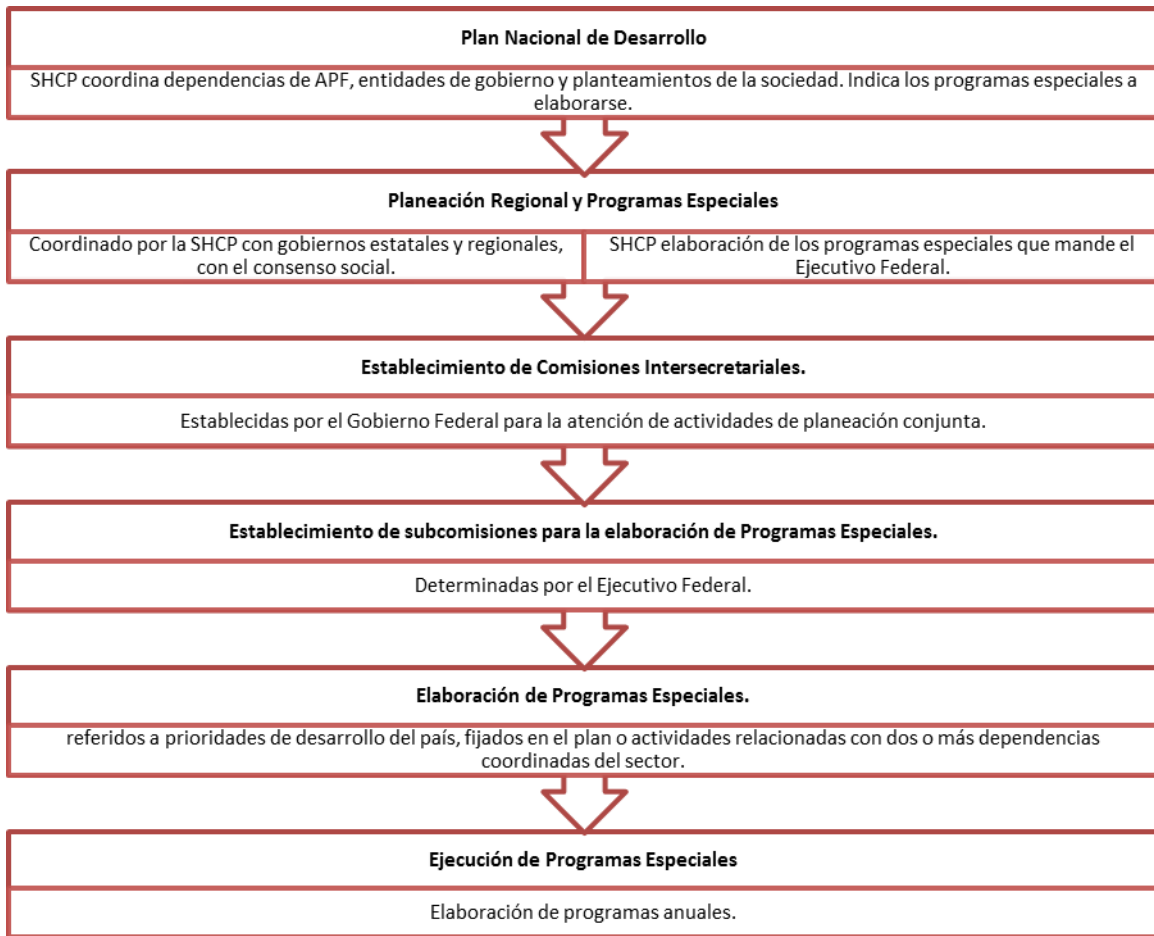 Plan Nacional de Desarrollo
SHCP coordina dependencias de APF, entidades de gobierno y planteamientos de la sociedad. Indica los programas especiales a
elaborarse.
Planeación Regional y Programas Especiales
Coordinado por la SHCP con gobiernos estatales y regionales,
con el consenso social.
SHCP elaboración de los programas especiales que mande el
Ejecutivo Federal.
Establecimiento de Comisiones Intersecretariales.
Establecidas por el Gobierno Federal para la atención de actividades de planeación conjunta.
Establecimiento de subcomisiones para la elaboración de Programas Especiales.
Determinadas por el Ejecutivo Federal.
Elaboración de Programas Especiales.
referidos a prioridades de desarrollo del país, fijados en el plan o actividades relacionadas con dos o más dependencias
coordinadas del sector.
Ejecución de Programas Especiales
Elaboración de programas anuales.